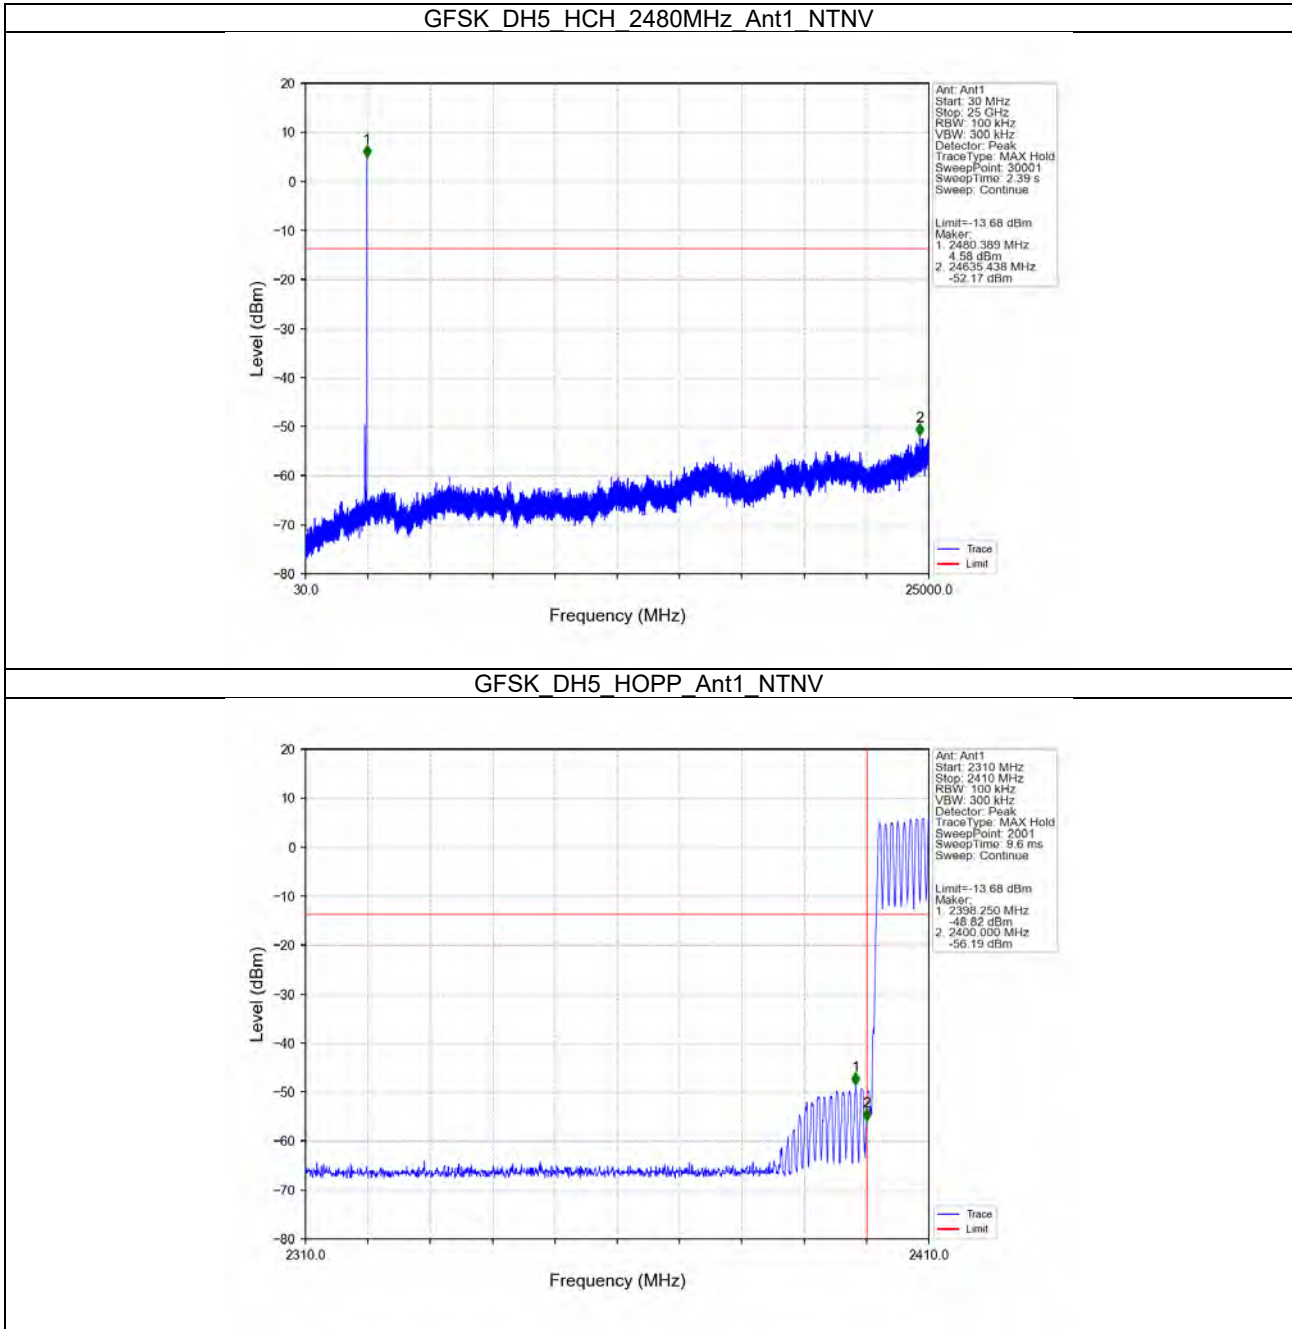 GFSK_DH5_HCH_2480MHz_Ant1_NTNV
20
10
0
−10
−20
−30
−40
−50
−60
−70
−80
Level (dBm)
1
2
30.0
25000.0
Frequency (MHz)
Ant: Ant1
Start: 30 MHz
Stop: 25 GHz
RBW: 100 kHz
VBW: 300 kHz
Detector: Peak
TraceType: MAX Hold
SweepPoint: 30001
SweepTime: 2.39 s
Sweep: Continue
Limit=-13.68 dBm
Maker:
1. 2480.389 MHz
4.58 dBm
2. 24635.438 MHz
-52.17 dBm
Trace
Limit
GFSK_DH5_HOPP_Ant1_NTNV
20
10
0
−10
−20
−30
−40
−50
−60
−70
−80
Level (dBm)
1
2
2310.0
2410.0
Frequency (MHz)
Ant: Ant1
Start: 2310 MHz
Stop: 2410 MHz
RBW: 100 kHz
VBW: 300 kHz
Detector: Peak
TraceType: MAX Hold
SweepPoint: 2001
SweepTime: 9.6 ms
Sweep: Continue
Limit=-13.68 dBm
Maker:
1. 2398.250 MHz
-48.82 dBm
2. 2400.000 MHz
-56.19 dBm
Trace
Limit